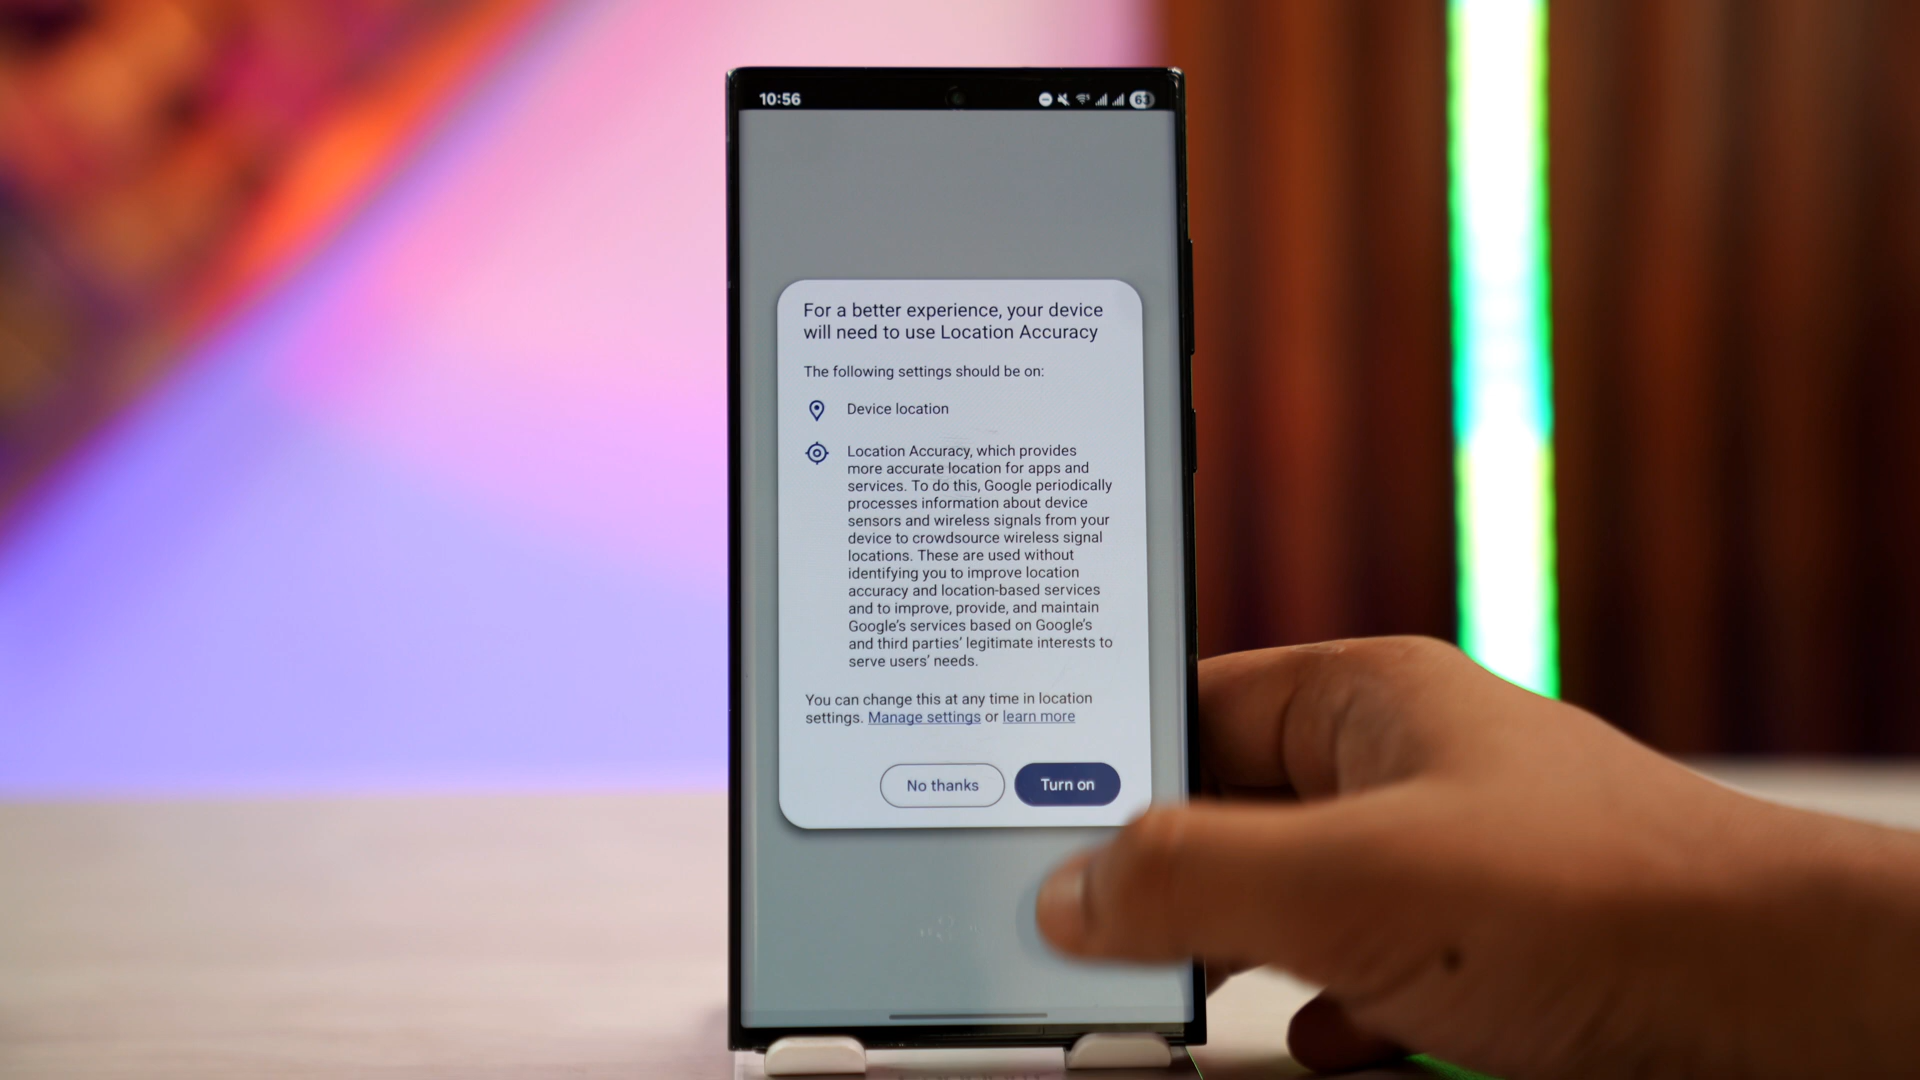 10:56
63
For a better experience, your device
will need to use Location Accuracy
The following settings should be on:
Device location
Location Accuracy, which provides
more accurate location for apps and
services. To do this, Google periodically
processes information about device
sensors and wireless signals from your
device to crowdsource wireless signal
locations. These are used without
identifying you to improve location
accuracy and location-based services
and to improve, provide, and maintain
Google's services based on Google's
and third parties' legitimate interests to
serve users' needs.
You can change this at any time in location
settings. Manage settings or learn more
No thanks
Turn on